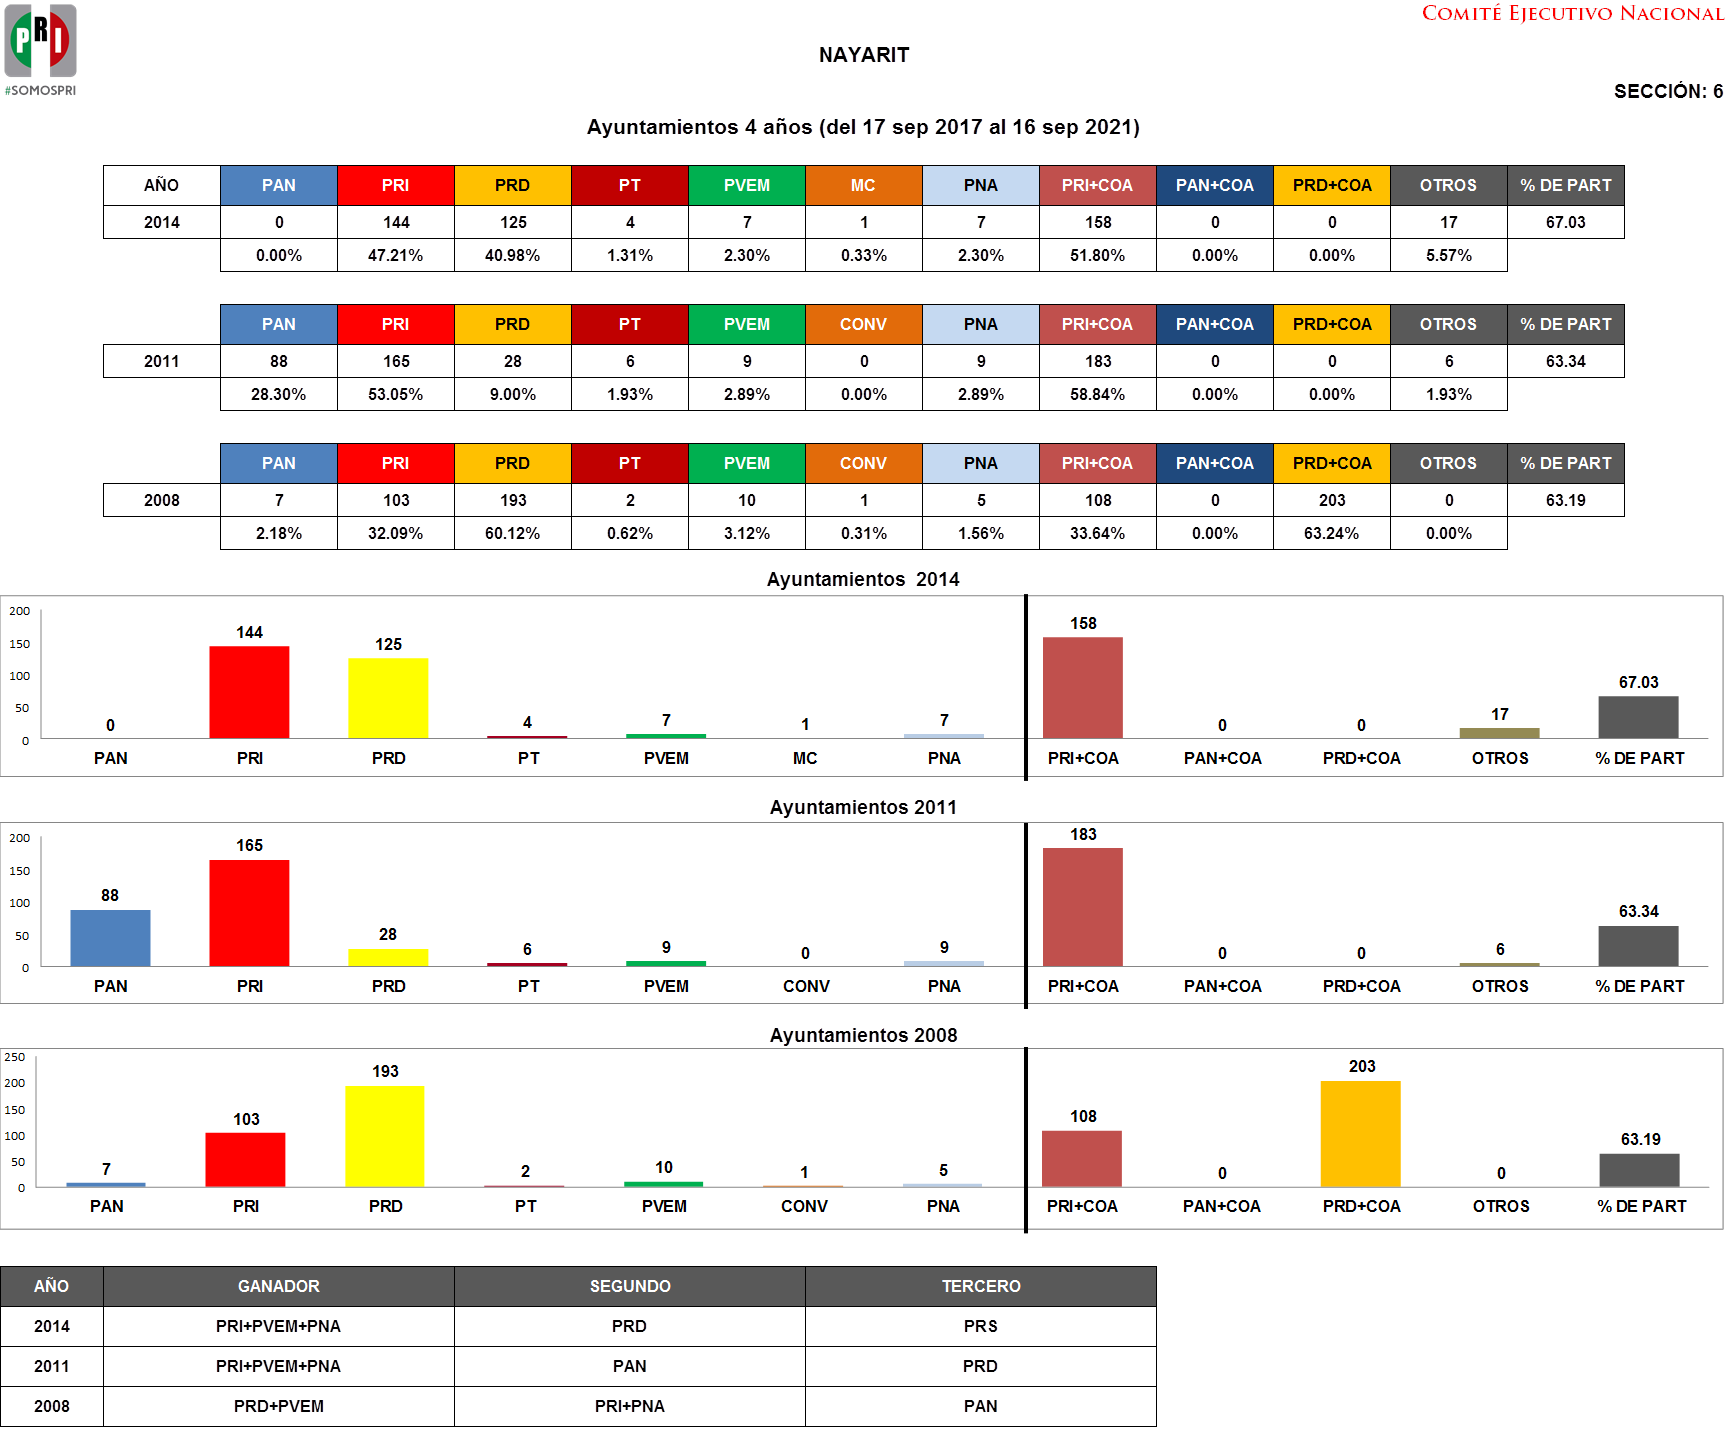 COMITÉ EJECUTIVO NACIONAL
PRI
#SOMOSPRI
NAYARIT
SECCIÓN: 6
Ayuntamientos 4 años (del 17 sep 2017 al 16 sep 2021)
AÑO PAN PRI PRD PT PVEM MC PNA PRI+COA PAN+COA PRD+COA OTROS % DE PART
2014 0 144 125 4 7 1 7 158 0 0 17 67.03
0.00% 47.21% 40.98% 1.31% 2.30% 0.33% 2.30% 51.80% 0.00% 0.00% 5.57%
PAN PRI PRD PT PVEM CONV PNA PRI+COA PAN+COA PRD+COA OTROS % DE PART
2011 88 165 28 6 9 0 9 183 0 0 6 63.34
28.30% 53.05% 9.00% 1.93% 2.89% 0.00% 2.89% 58.84% 0.00% 0.00% 1.93%
PAN PRI PRD PT PVEM CONV PNA PRI+COA PAN+COA PRD+COA OTROS % DE PART
2008 7 103 193 2 10 1 5 108 0 203 0 63.19
2.18% 32.09% 60.12% 0.62% 3.12% 0.31% 1.56% 33.64% 0.00% 63.24% 0.00%
Ayuntamientos 2014
200
150
100
50
0
0 144 125 4 7 1 7 158 0 0 17 67.03
PAN PRI PRD PT PVEM MC PNA PRI+COA PAN+COA PRD+COA OTROS % DE PART
Ayuntamientos 2011
200
150
100
50
0
88 165 28 6 9 0 9 183 0 0 6 63.34
PAN PRI PRD PT PVEM CONV PNA PRI+COA PAN+COA PRD+COA OTROS % DE PART
Ayuntamientos 2008
250
200
150
100
50
0
7 103 193 2 10 1 5 108 0 203 0 63.19
PAN PRI PRD PT PVEM CONV PNA PRI+COA PAN+COA PRD+COA OTROS % DE PART
AÑO GANADOR SEGUNDO TERCERO
2014 PRI+PVEM+PNA PRD PRS
2011 PRI+PVEM+PNA PAN PRD
2008 PRD+PVEM PRI+PNA PAN